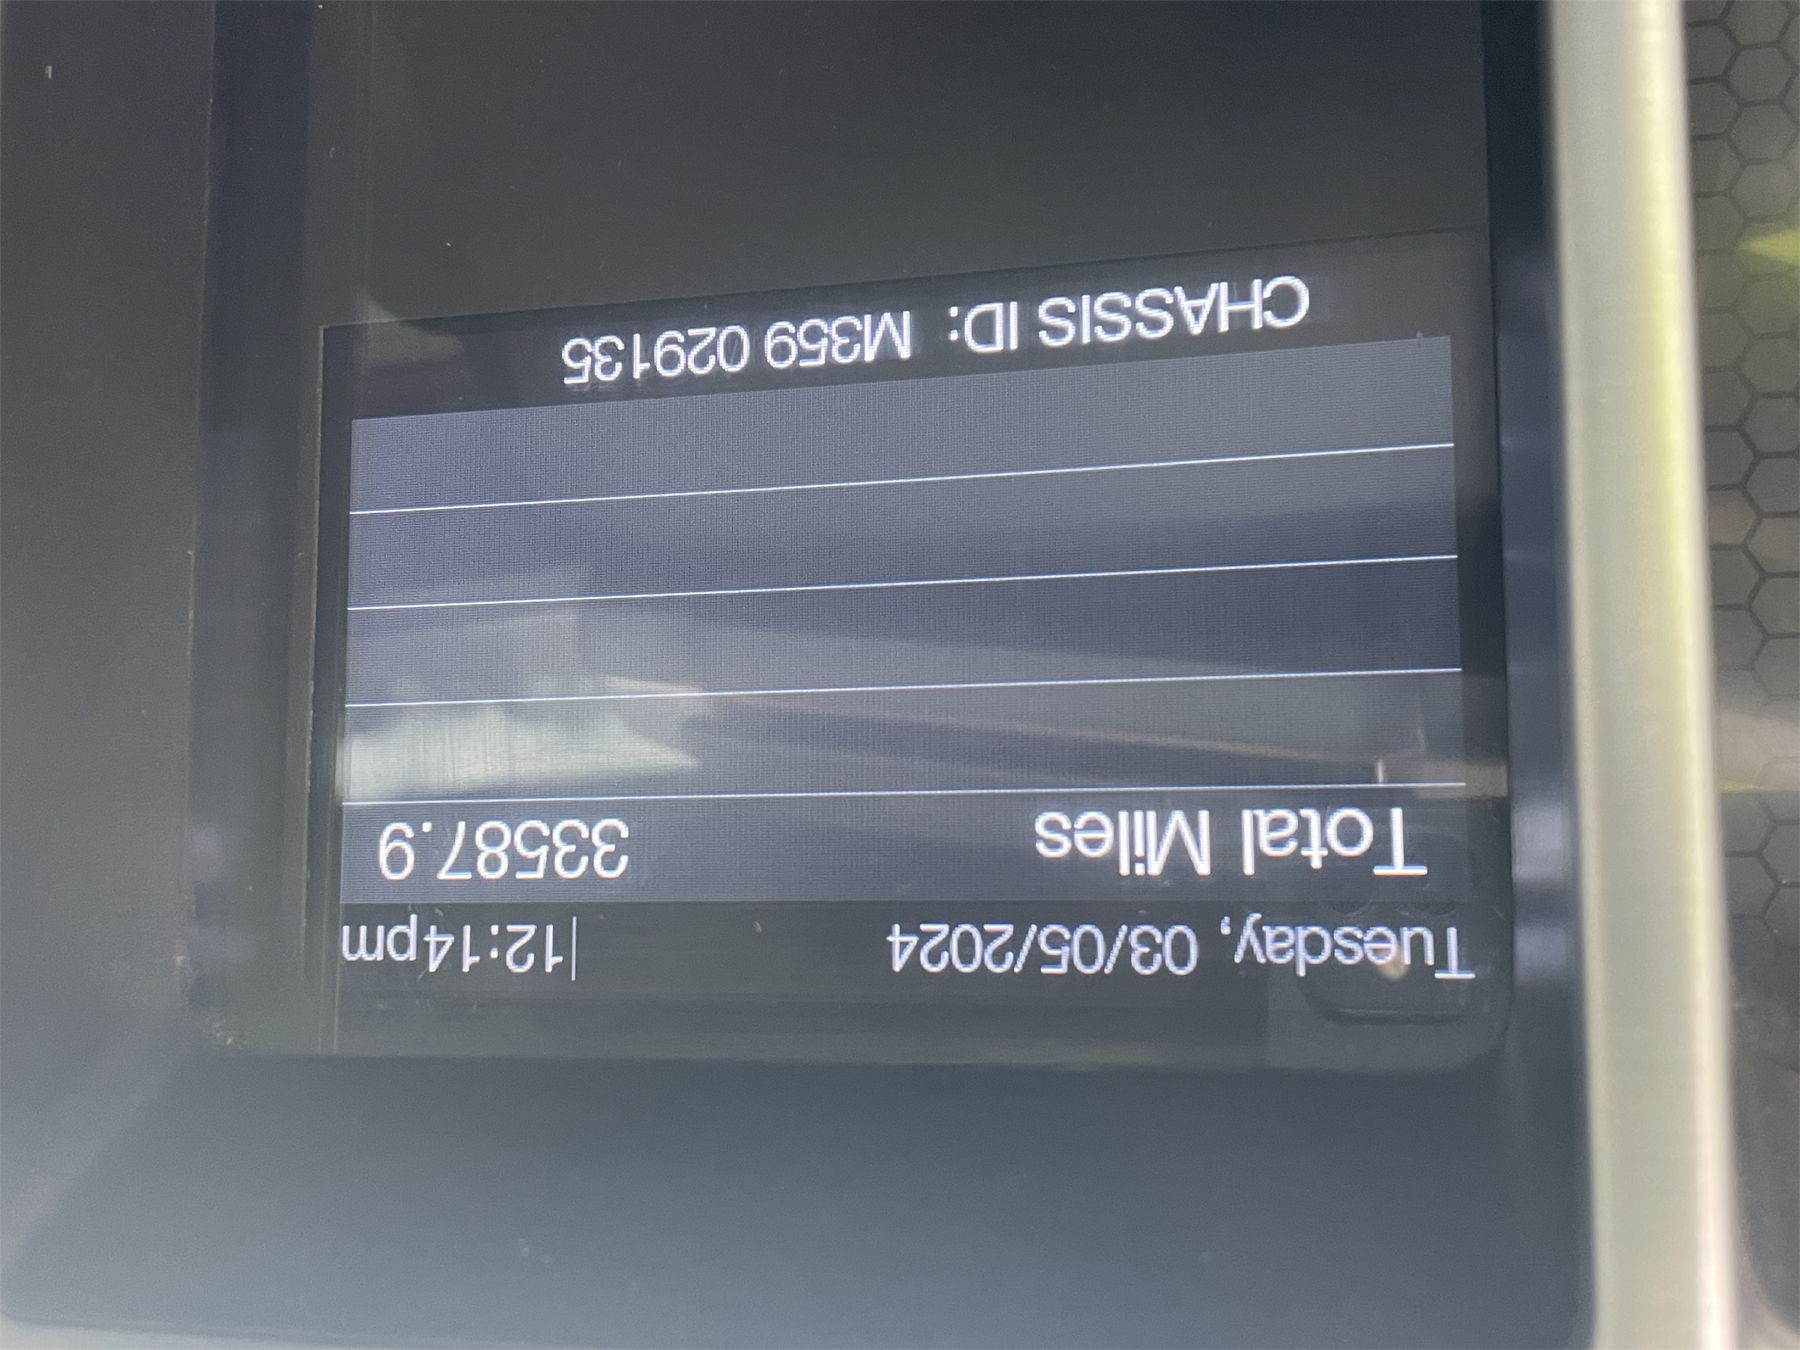 Tuesday, 03/05/2024 |12:14pm
Total Miles 33587.9
CHASSIS ID: M359 029135